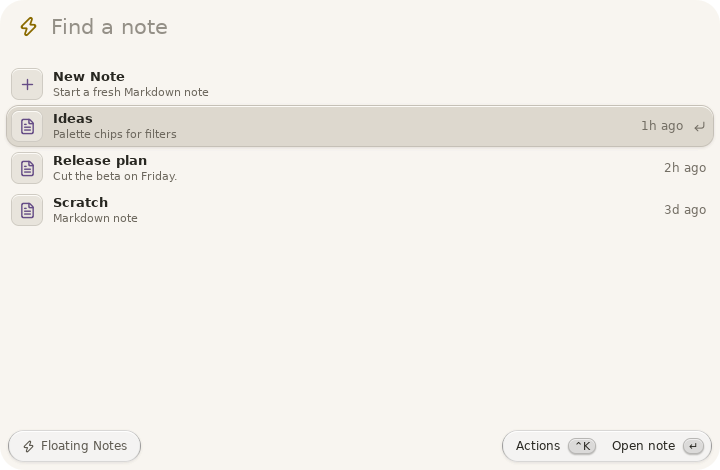 Find a note
New Note
Start a fresh Markdown note
Ideas
Palette chips for filters
1h ago ↵
Release plan
Cut the beta on Friday.
2h ago
Scratch
Markdown note
3d ago
Floating Notes
Actions ^K Open note ↵